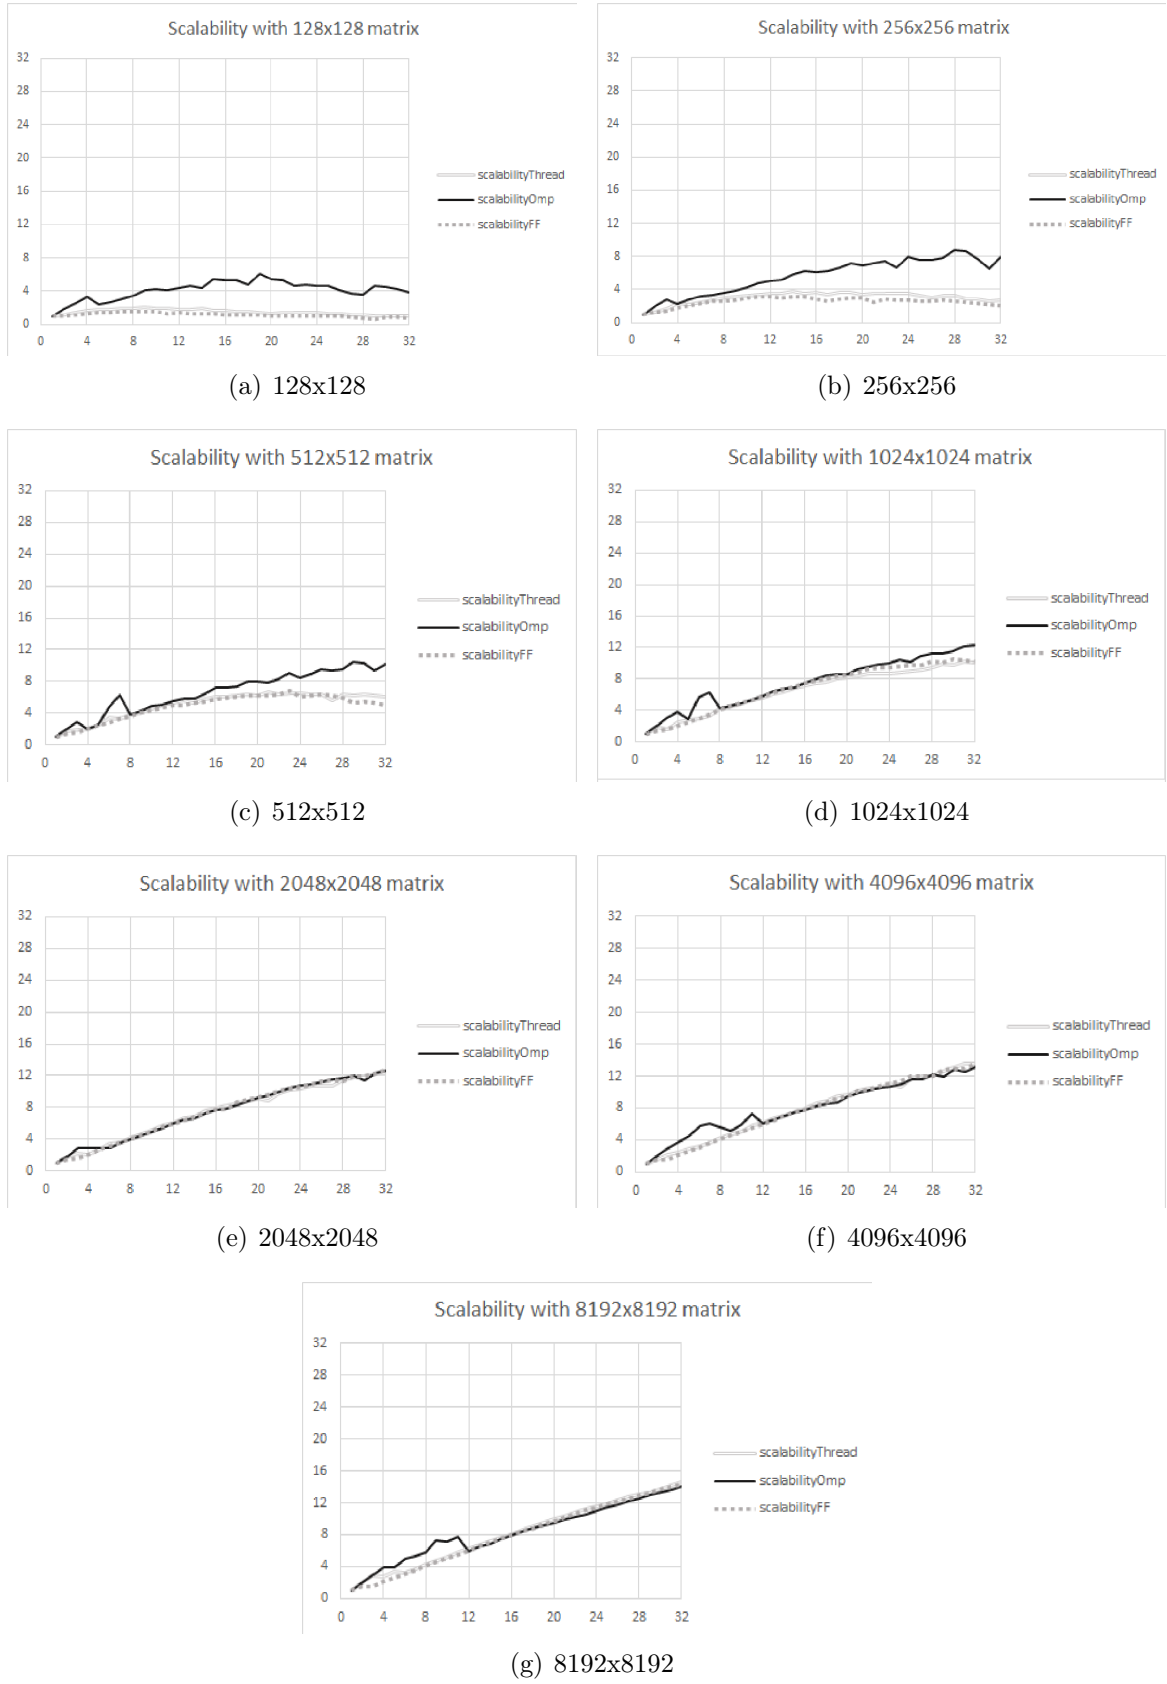 Scalability with 128x128 matrix
32
28
24
20
16
12
8
4
0
0 4 8 12 16 20 24 28 32
scalabilityThread
scalabilityOmp
scalabilityFF
(a) 128x128
Scalability with 256x256 matrix
32
28
24
20
16
12
8
4
0
0 4 8 12 16 20 24 28 32
scalabilityThread
scalabilityOmp
scalabilityFF
(b) 256x256
Scalability with 512x512 matrix
32
28
24
20
16
12
8
4
0
0 4 8 12 16 20 24 28 32
scalabilityThread
scalabilityOmp
scalabilityFF
(c) 512x512
Scalability with 1024x1024 matrix
32
28
24
20
16
12
8
4
0
0 4 8 12 16 20 24 28 32
scalabilityThread
scalabilityOmp
scalabilityFF
(d) 1024x1024
Scalability with 2048x2048 matrix
32
28
24
20
16
12
8
4
0
0 4 8 12 16 20 24 28 32
scalabilityThread
scalabilityOmp
scalabilityFF
(e) 2048x2048
Scalability with 4096x4096 matrix
32
28
24
20
16
12
8
4
0
0 4 8 12 16 20 24 28 32
scalabilityThread
scalabilityOmp
scalabilityFF
(f) 4096x4096
Scalability with 8192x8192 matrix
32
28
24
20
16
12
8
4
0
0 4 8 12 16 20 24 28 32
scalabilityThread
scalabilityOmp
scalabilityFF
(g) 8192x8192